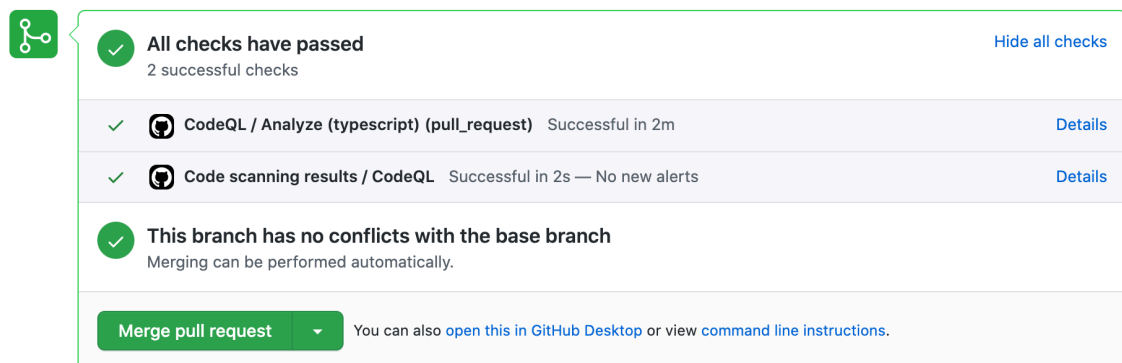 All checks have passed
Hide all checks
2 successful checks
CodeQL / Analyze (typescript) (pull_request) Successful in 2m Details
Code scanning results / CodeQL Successful in 2s — No new alerts Details
This branch has no conflicts with the base branch
Merging can be performed automatically.
Merge pull request You can also open this in GitHub Desktop or view command line instructions.